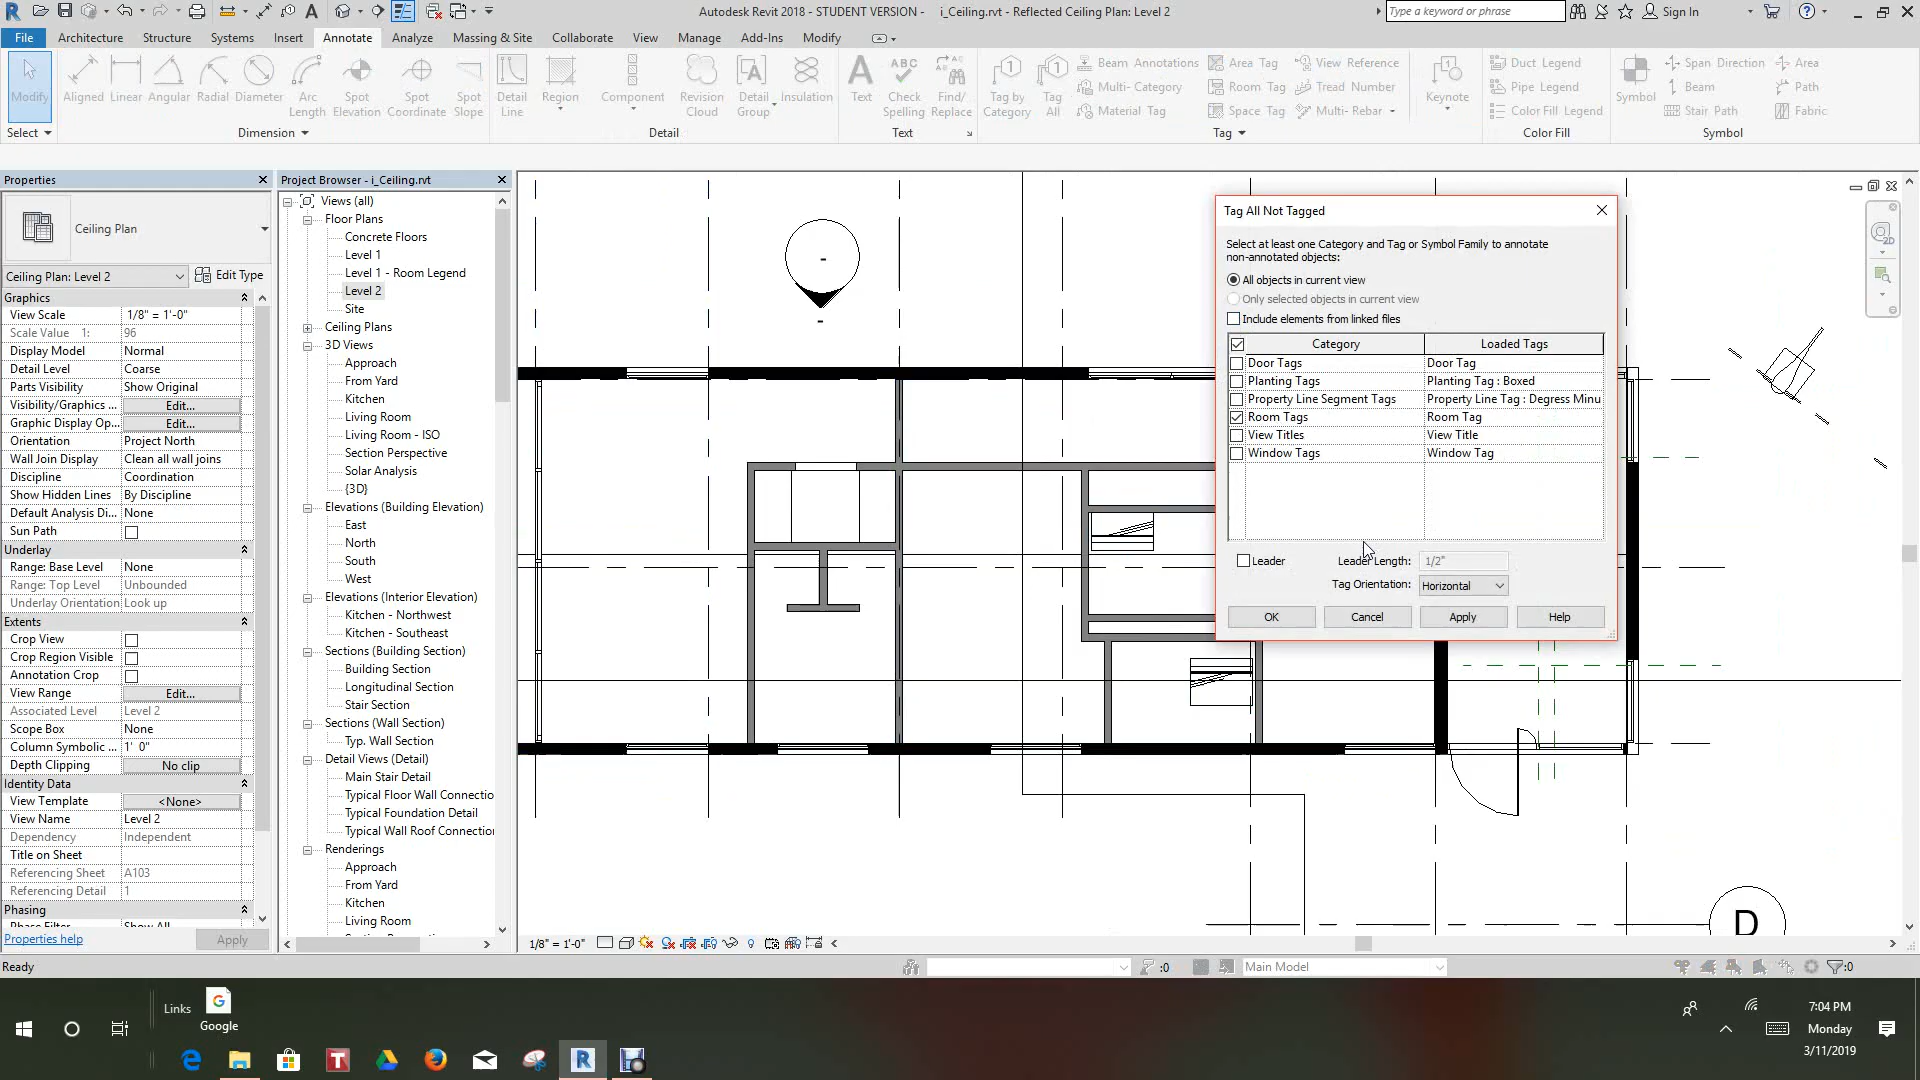 Autodesk Revit 2018 - STUDENT VERSION - i_Ceiling.rvt - Reflected Ceiling Plan: Level 2
Type a keyword or phrase
Sign In
File Architecture Structure Systems Insert Annotate Analyze Massing & Site Collaborate View Manage Add-Ins Modify
Modify
Aligned Linear Angular Radial Diameter Arc Length Spot Elevation Spot Coordinate Spot Slope
Detail Line Region Component Revision Cloud Detail Group Insulation
Text Check Spelling Find/ Replace
Tag by Category Tag All
Beam Annotations Area Tag View Reference
Multi- Category Room Tag Tread Number
Material Tag Space Tag Multi- Rebar
Keynote
Duct Legend
Pipe Legend
Color Fill Legend
Symbol
Span Direction Area
Beam Path
Stair Path Fabric
Select Dimension Detail Text Tag Color Fill Symbol
Properties
Ceiling Plan
Ceiling Plan: Level 2 Edit Type
Graphics
View Scale 1/8" = 1'-0"
Scale Value 1: 96
Display Model Normal
Detail Level Coarse
Parts Visibility Show Original
Visibility/Graphics ... Edit...
Graphic Display Op... Edit...
Orientation Project North
Wall Join Display Clean all wall joins
Discipline Coordination
Show Hidden Lines By Discipline
Default Analysis Di... None
Sun Path
Underlay
Range: Base Level None
Range: Top Level Unbounded
Underlay Orientation Look up
Extents
Crop View
Crop Region Visible
Annotation Crop
View Range Edit...
Associated Level Level 2
Scope Box None
Column Symbolic ... 1' 0"
Depth Clipping No clip
Identity Data
View Template <None>
View Name Level 2
Dependency Independent
Title on Sheet
Referencing Sheet A103
Referencing Detail 1
Phasing
Phase Filter Show All
Properties help Apply
Project Browser - i_Ceiling.rvt
Views (all)
Floor Plans
Concrete Floors
Level 1
Level 1 - Room Legend
Level 2
Site
Ceiling Plans
3D Views
Approach
From Yard
Kitchen
Living Room
Living Room - ISO
Section Perspective
Solar Analysis
{3D}
Elevations (Building Elevation)
East
North
South
West
Elevations (Interior Elevation)
Kitchen - Northwest
Kitchen - Southeast
Sections (Building Section)
Building Section
Longitudinal Section
Stair Section
Sections (Wall Section)
Typ. Wall Section
Detail Views (Detail)
Main Stair Detail
Typical Floor Wall Connectio
Typical Foundation Detail
Typical Wall Roof Connection
Renderings
Approach
From Yard
Kitchen
Living Room
Tag All Not Tagged
Select at least one Category and Tag or Symbol Family to annotate
non-annotated objects:
All objects in current view
Only selected objects in current view
Include elements from linked files
Category Loaded Tags
Door Tags Door Tag
Planting Tags Planting Tag : Boxed
Property Line Segment Tags Property Line Tag : Degress Minu
Room Tags Room Tag
View Titles View Title
Window Tags Window Tag
Leader Leader Length: 1/2"
Tag Orientation: Horizontal
OK Cancel Apply Help
2D
D
1/8" = 1'-0"
Ready
:0
Main Model
:0
Links
Google
7:04 PM
Monday
3/11/2019